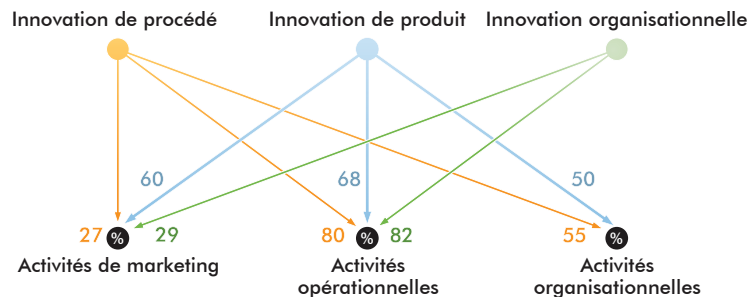 Innovation de procédé Innovation de produit Innovation organisationnelle
60 68 50
27 % 29 80 % 82 55 %
Activités de marketing Activités opérationnelles Activités organisationnelles